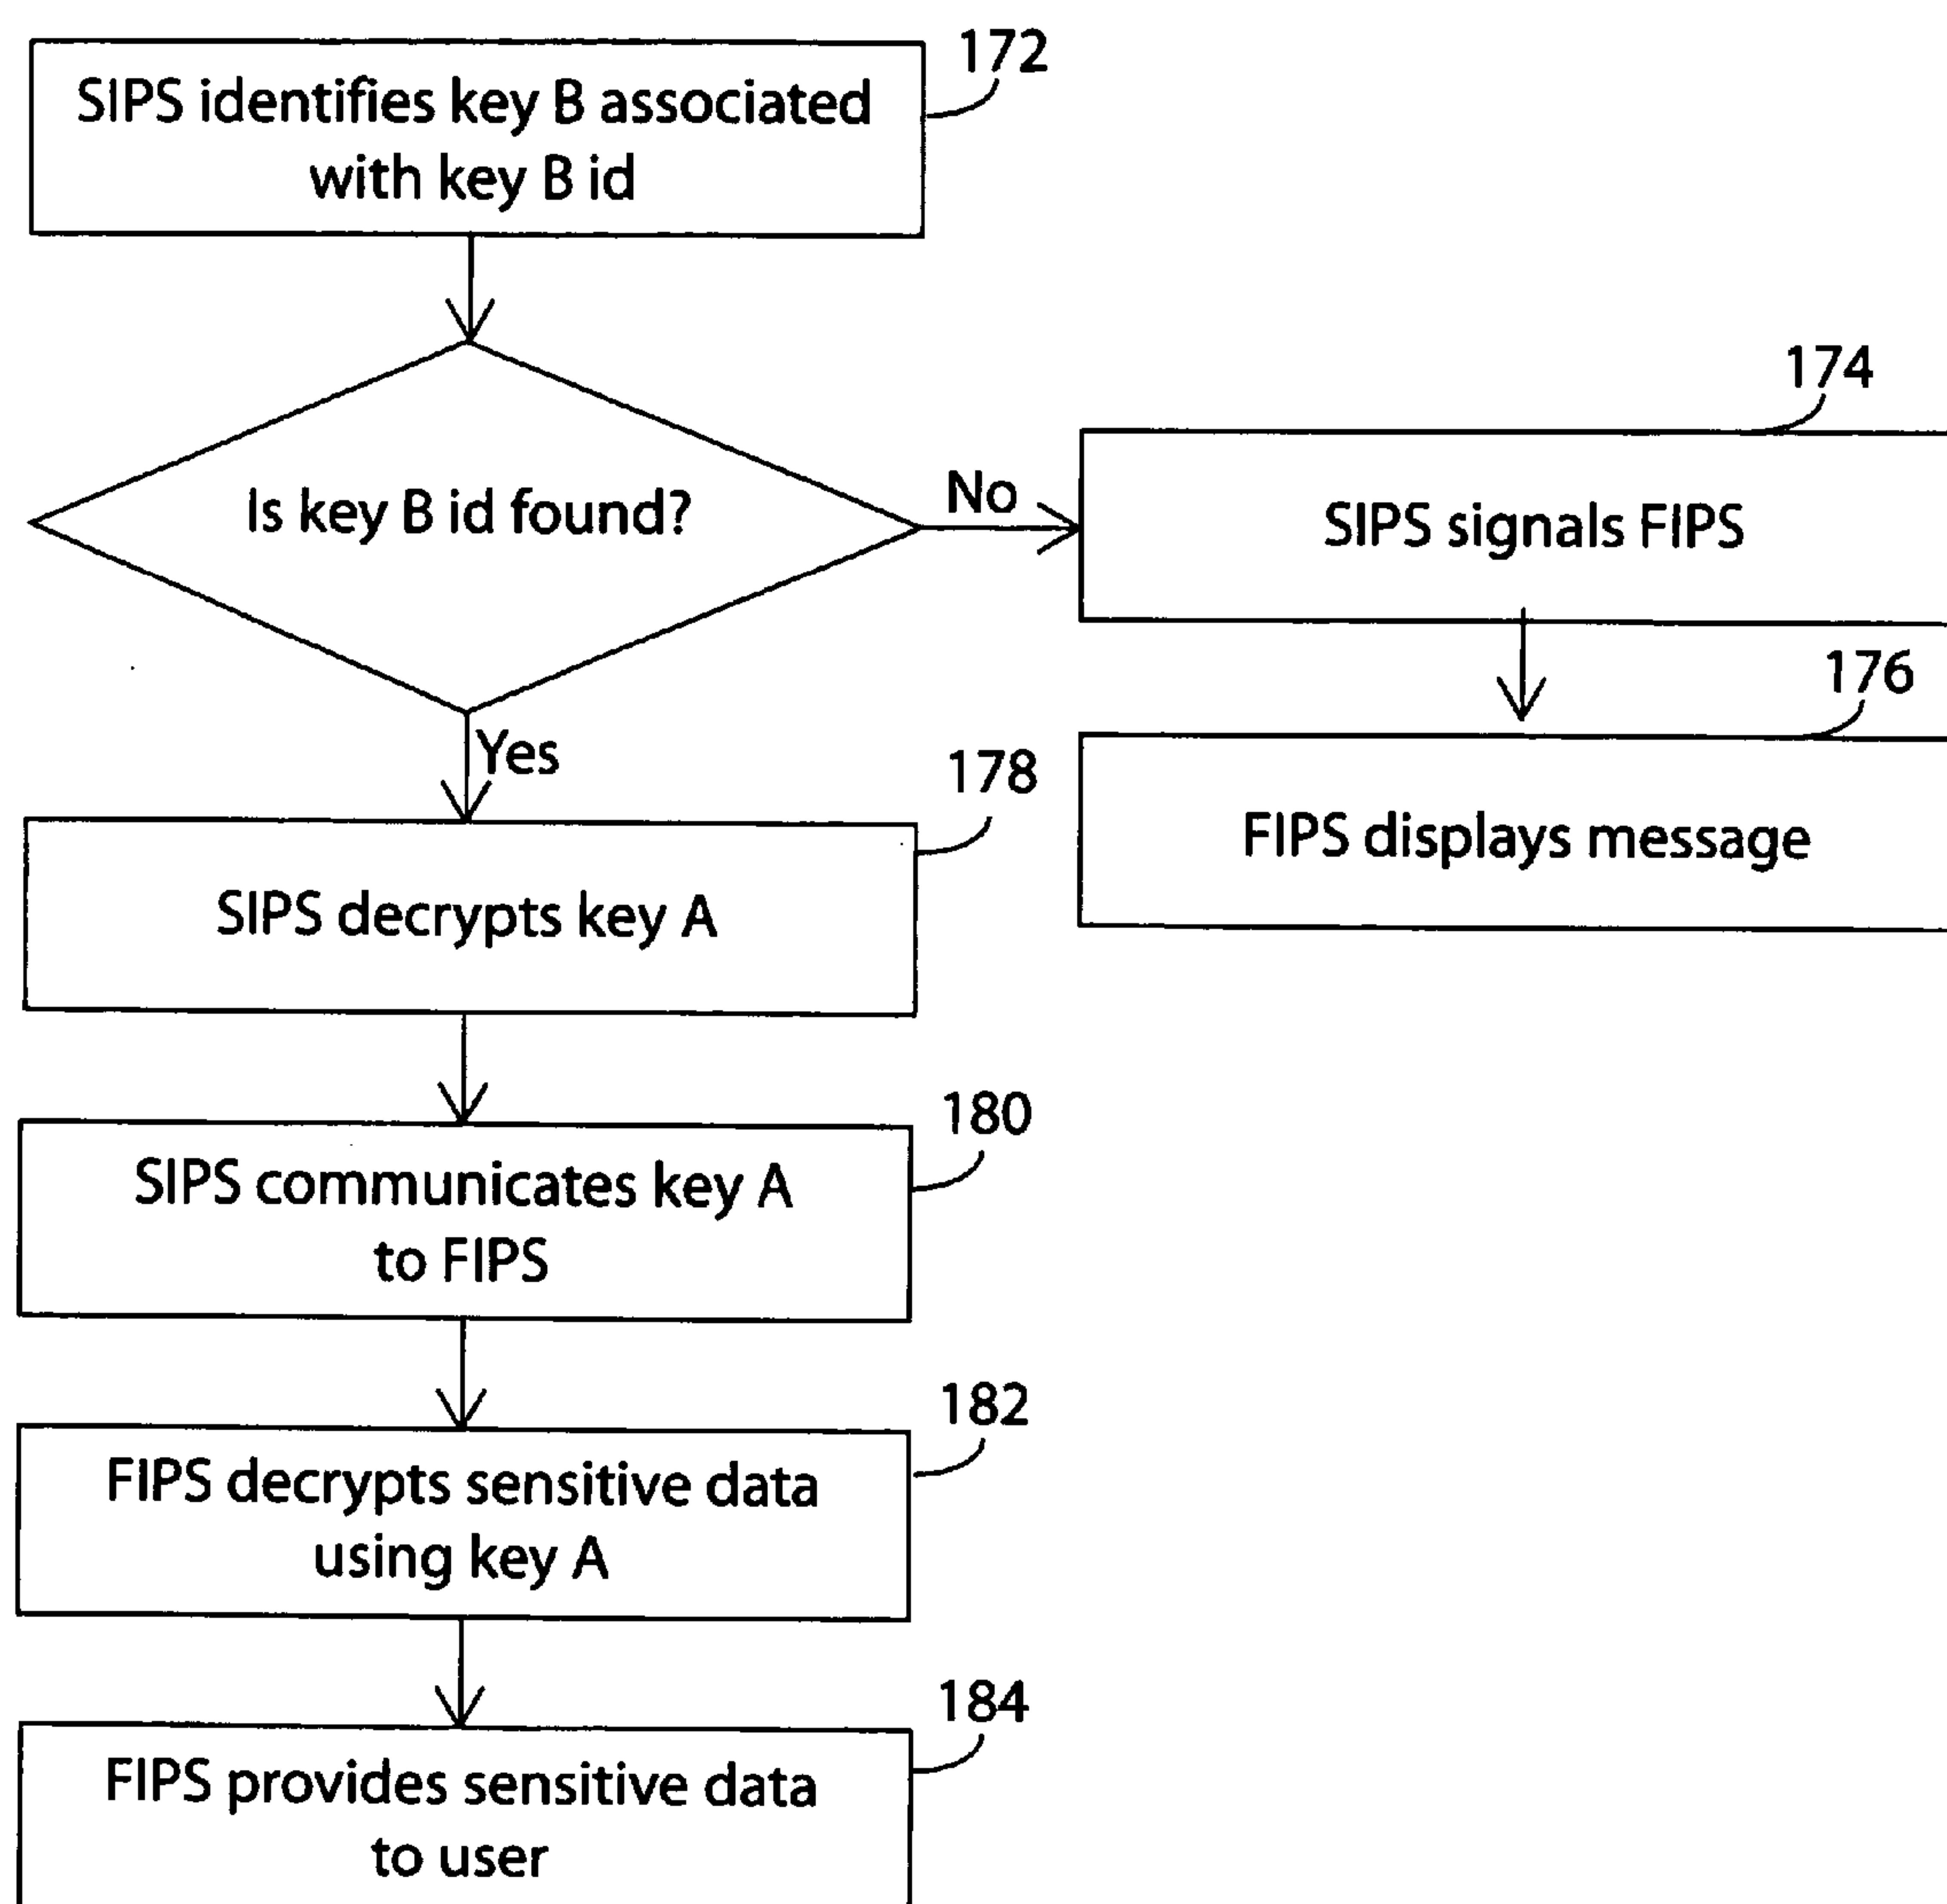 172
SIPS identifies key B associated
with key B id
174
Is key B id found?
No
SIPS signals FIPS
176
Yes
178
FIPS displays message
SIPS decrypts key A
180
SIPS communicates key A
to FIPS
182
FIPS decrypts sensitive data
using key A
184
FIPS provides sensitive data
to user